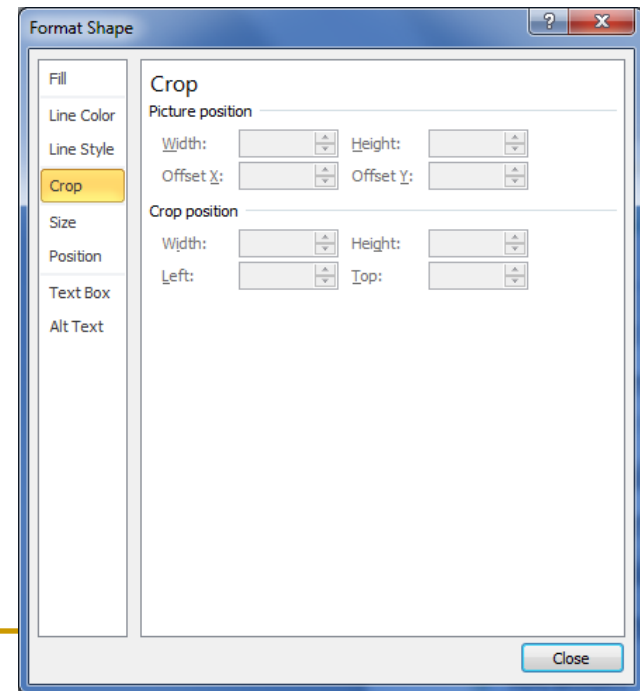 Format Shape
?
X
Fill
Line Color
Line Style
Crop
Size
Position
Text Box
Alt Text
Crop
Picture position
Width: Height:
Offset X: Offset Y:
Crop position
Width: Height:
Left: Top:
Close